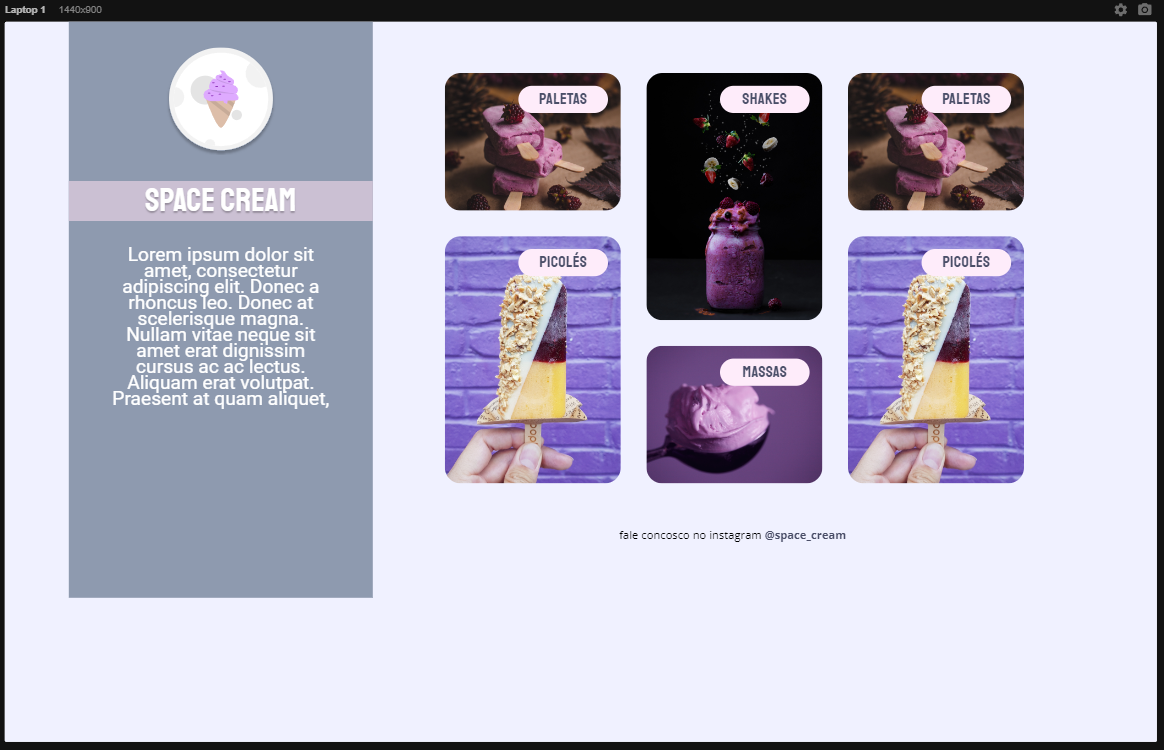 Laptop 1 1440x900
SPACE CREAM
Lorem ipsum dolor sit
amet, consectetur
adipiscing elit. Donec a
rhoncus leo. Donec at
scelerisque magna.
Nullam vitae neque sit
amet erat dignissim
cursus ac ac lectus.
Aliquam erat volutpat.
Praesent at quam aliquet,
PALETAS
SHAKES
PALETAS
PICOLÉS
PICOLÉS
MASSAS
fale concosco no instagram @space_cream